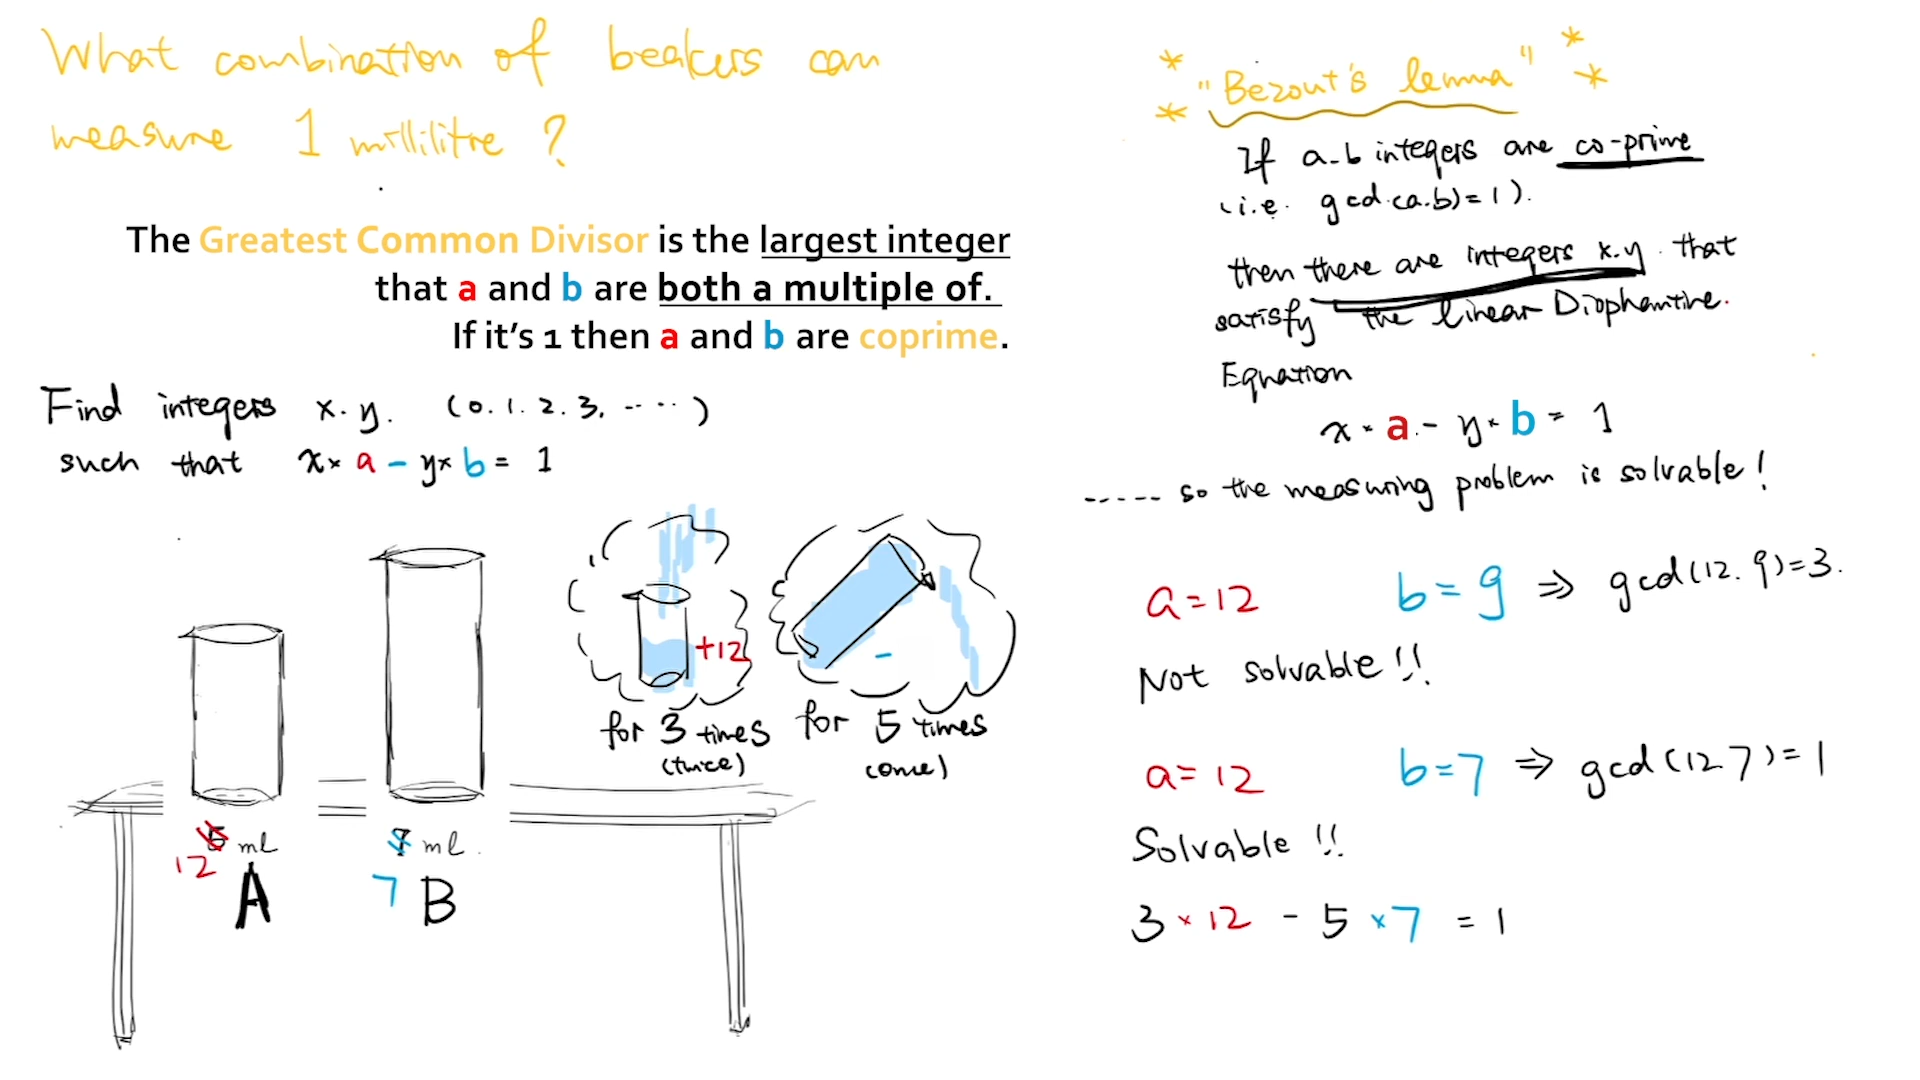 What combination of beakers can
measure 1 millilitre ?
The Greatest Common Divisor is the largest integer
that a and b are both a multiple of.
If it's 1 then a and b are coprime.
Find integers x. y. (0. 1. 2. 3. ....)
such that x× a - y× b = 1
+12
-
for 3 times
(twice)
for 5 times
(once)
ml
12
A
ml.
7
B
"Bezout's lemma"
If a.b integers are co-prime
(i.e. gcd(a.b)=1).
then there are integers x.y. that
satisfy the linear Diophantine.
Equation
x × a - y × b = 1
..... so the measuring problem is solvable!
a=12 b=9 ⇒ gcd(12. 9)=3.
Not solvable!!
a=12 b=7 ⇒ gcd(12 7)=1
Solvable!!
3 × 12 - 5 × 7 = 1